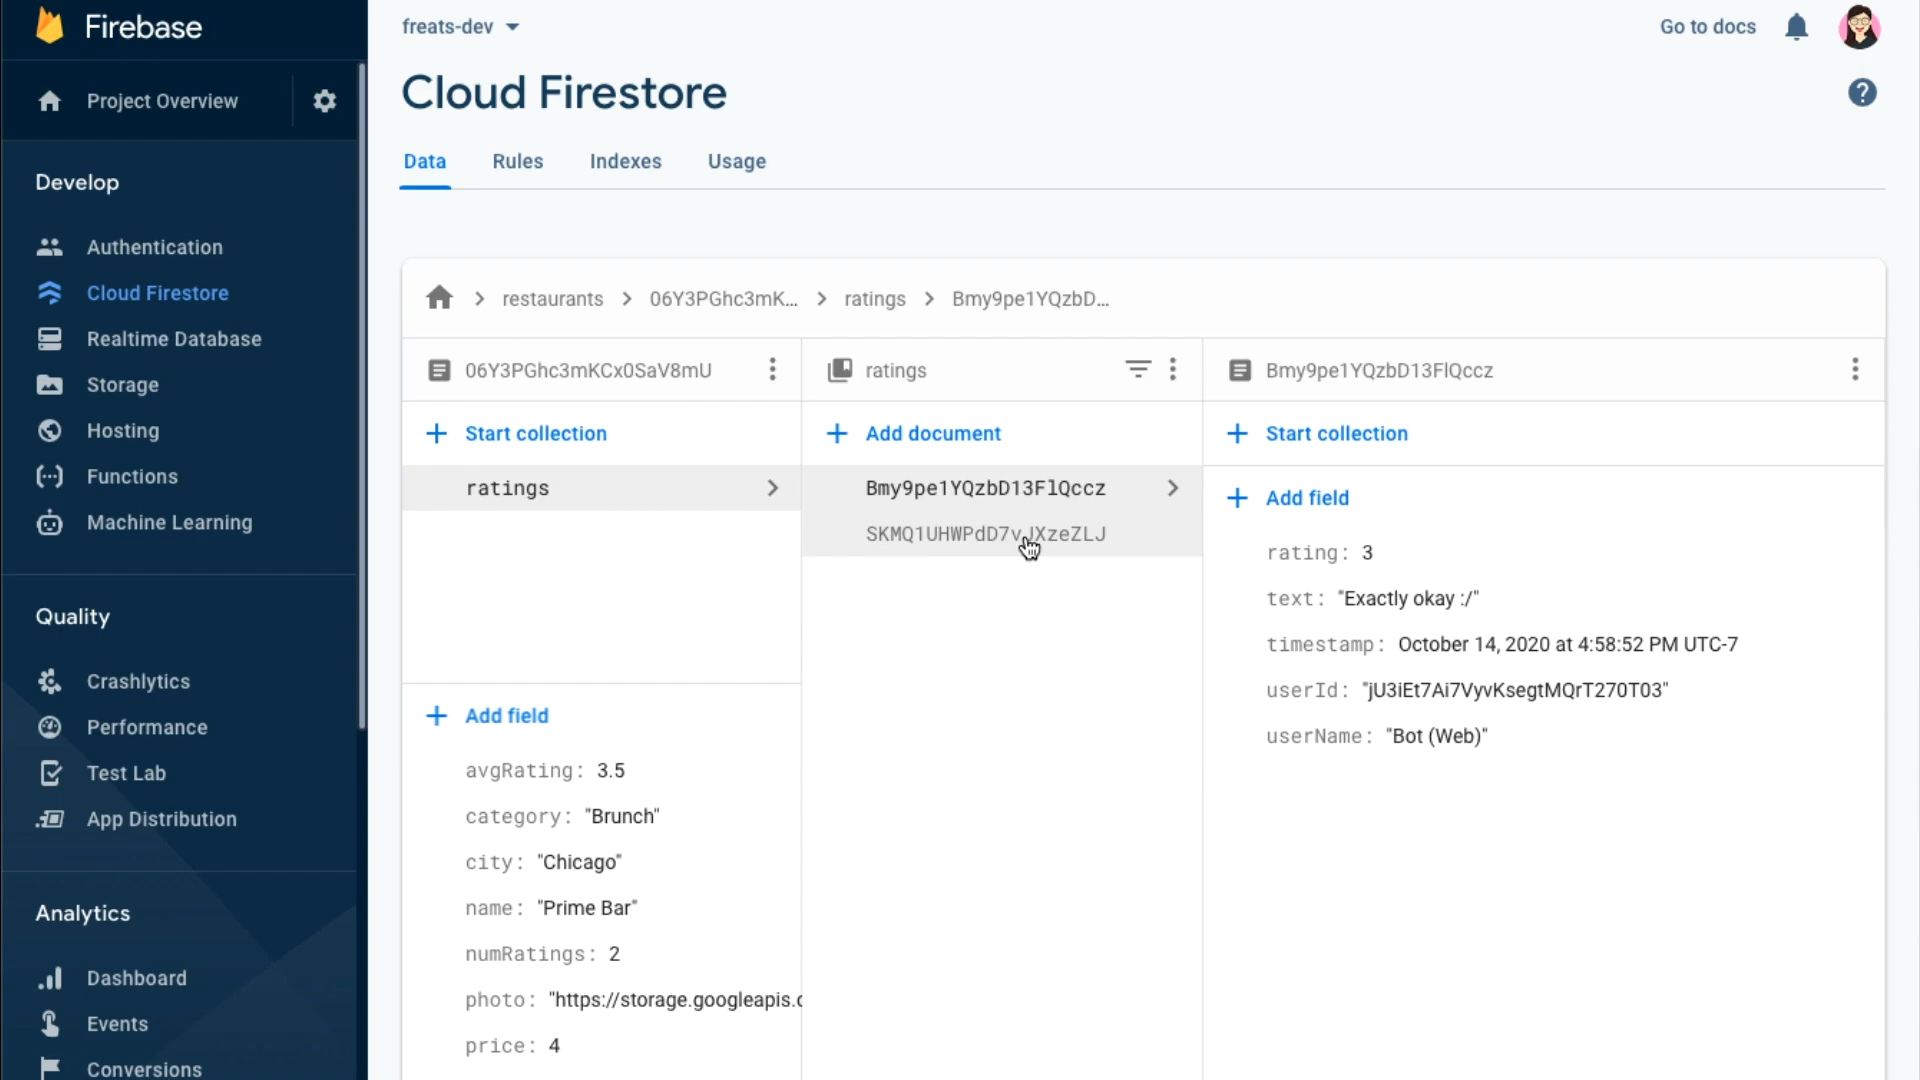 Firebase
Project Overview
Develop
Authentication
Cloud Firestore
Realtime Database
Storage
Hosting
Functions
Machine Learning
Quality
Crashlytics
Performance
Test Lab
App Distribution
Analytics
Dashboard
Events
Conversions
freats-dev
Go to docs
Cloud Firestore
?
Data Rules Indexes Usage
restaurants > 06Y3PGhc3mK... > ratings > Bmy9pe1YQzbD...
06Y3PGhc3mKCx0SaV8mU
+ Start collection
ratings
+ Add field
avgRating: 3.5
category: "Brunch"
city: "Chicago"
name: "Prime Bar"
numRatings: 2
photo: "https://storage.googleapis.c
price: 4
ratings
+ Add document
Bmy9pe1YQzbD13FlQccz
SKMQ1UHWPdD7vJXzeZLJ
Bmy9pe1YQzbD13FlQccz
+ Start collection
+ Add field
rating: 3
text: "Exactly okay :/"
timestamp: October 14, 2020 at 4:58:52 PM UTC-7
userId: "jU3iEt7Ai7VyvKsegtMQrT270T03"
userName: "Bot (Web)"